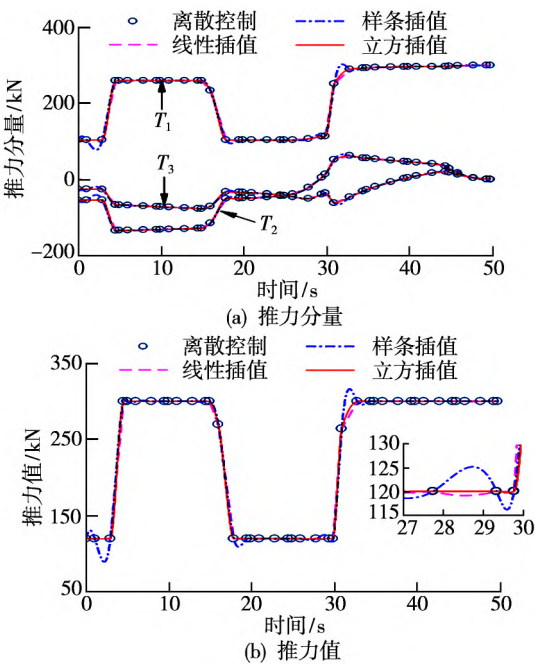 离散控制 样条插值
线性插值 立方插值
400
200
0
-200
推力分量/kN
T1
T3
T2
0 10 20 30 40 50
时间/s
(a) 推力分量
离散控制 样条插值
线性插值 立方插值
350
250
150
50
推力值/kN
130
125
120
115
27 28 29 30
0 10 20 30 40 50
时间/s
(b) 推力值